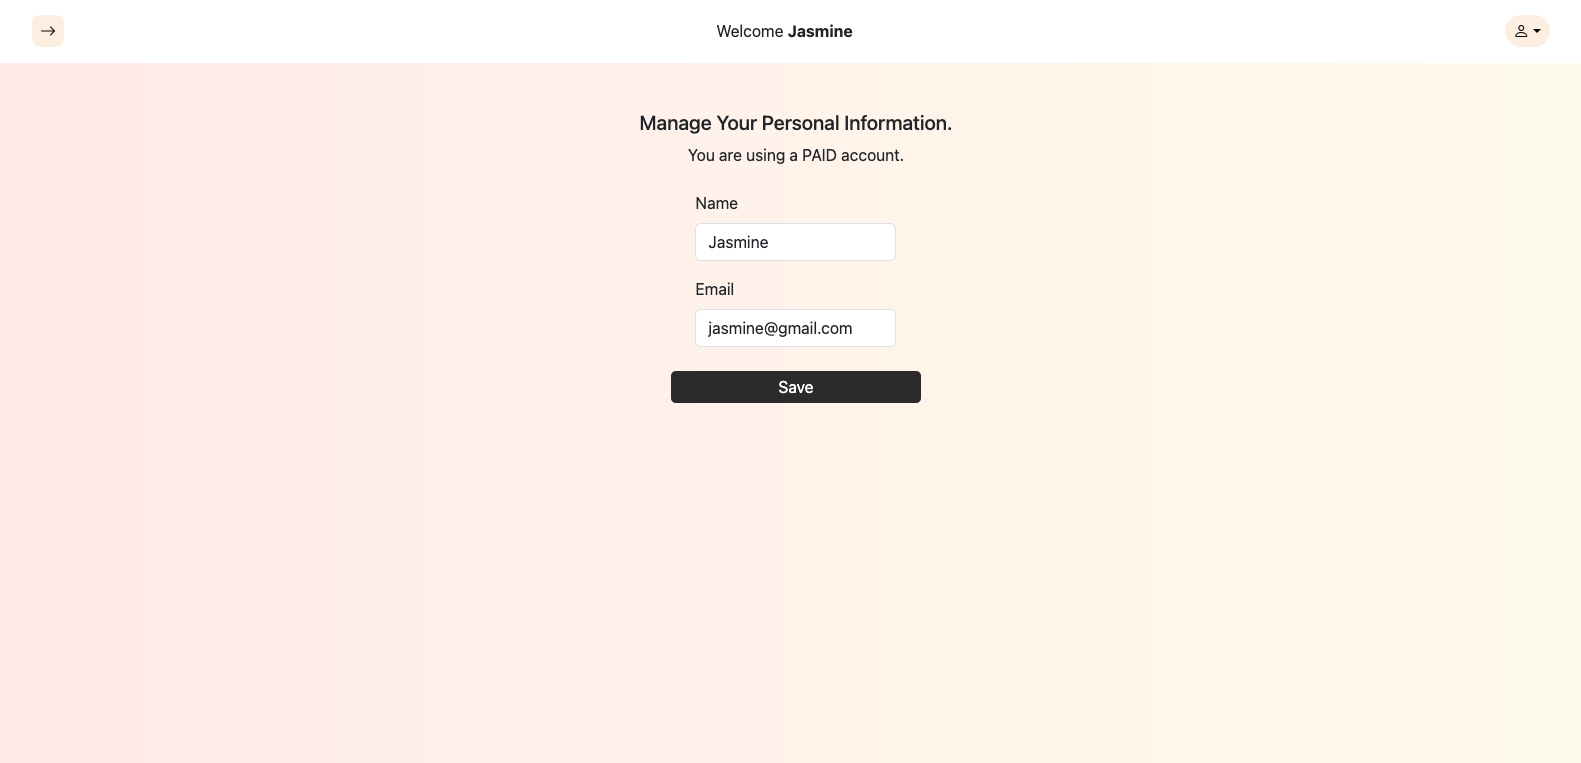 Welcome Jasmine
Manage Your Personal Information.
You are using a PAID account.
Name
Jasmine
Email
jasmine@gmail.com
Save